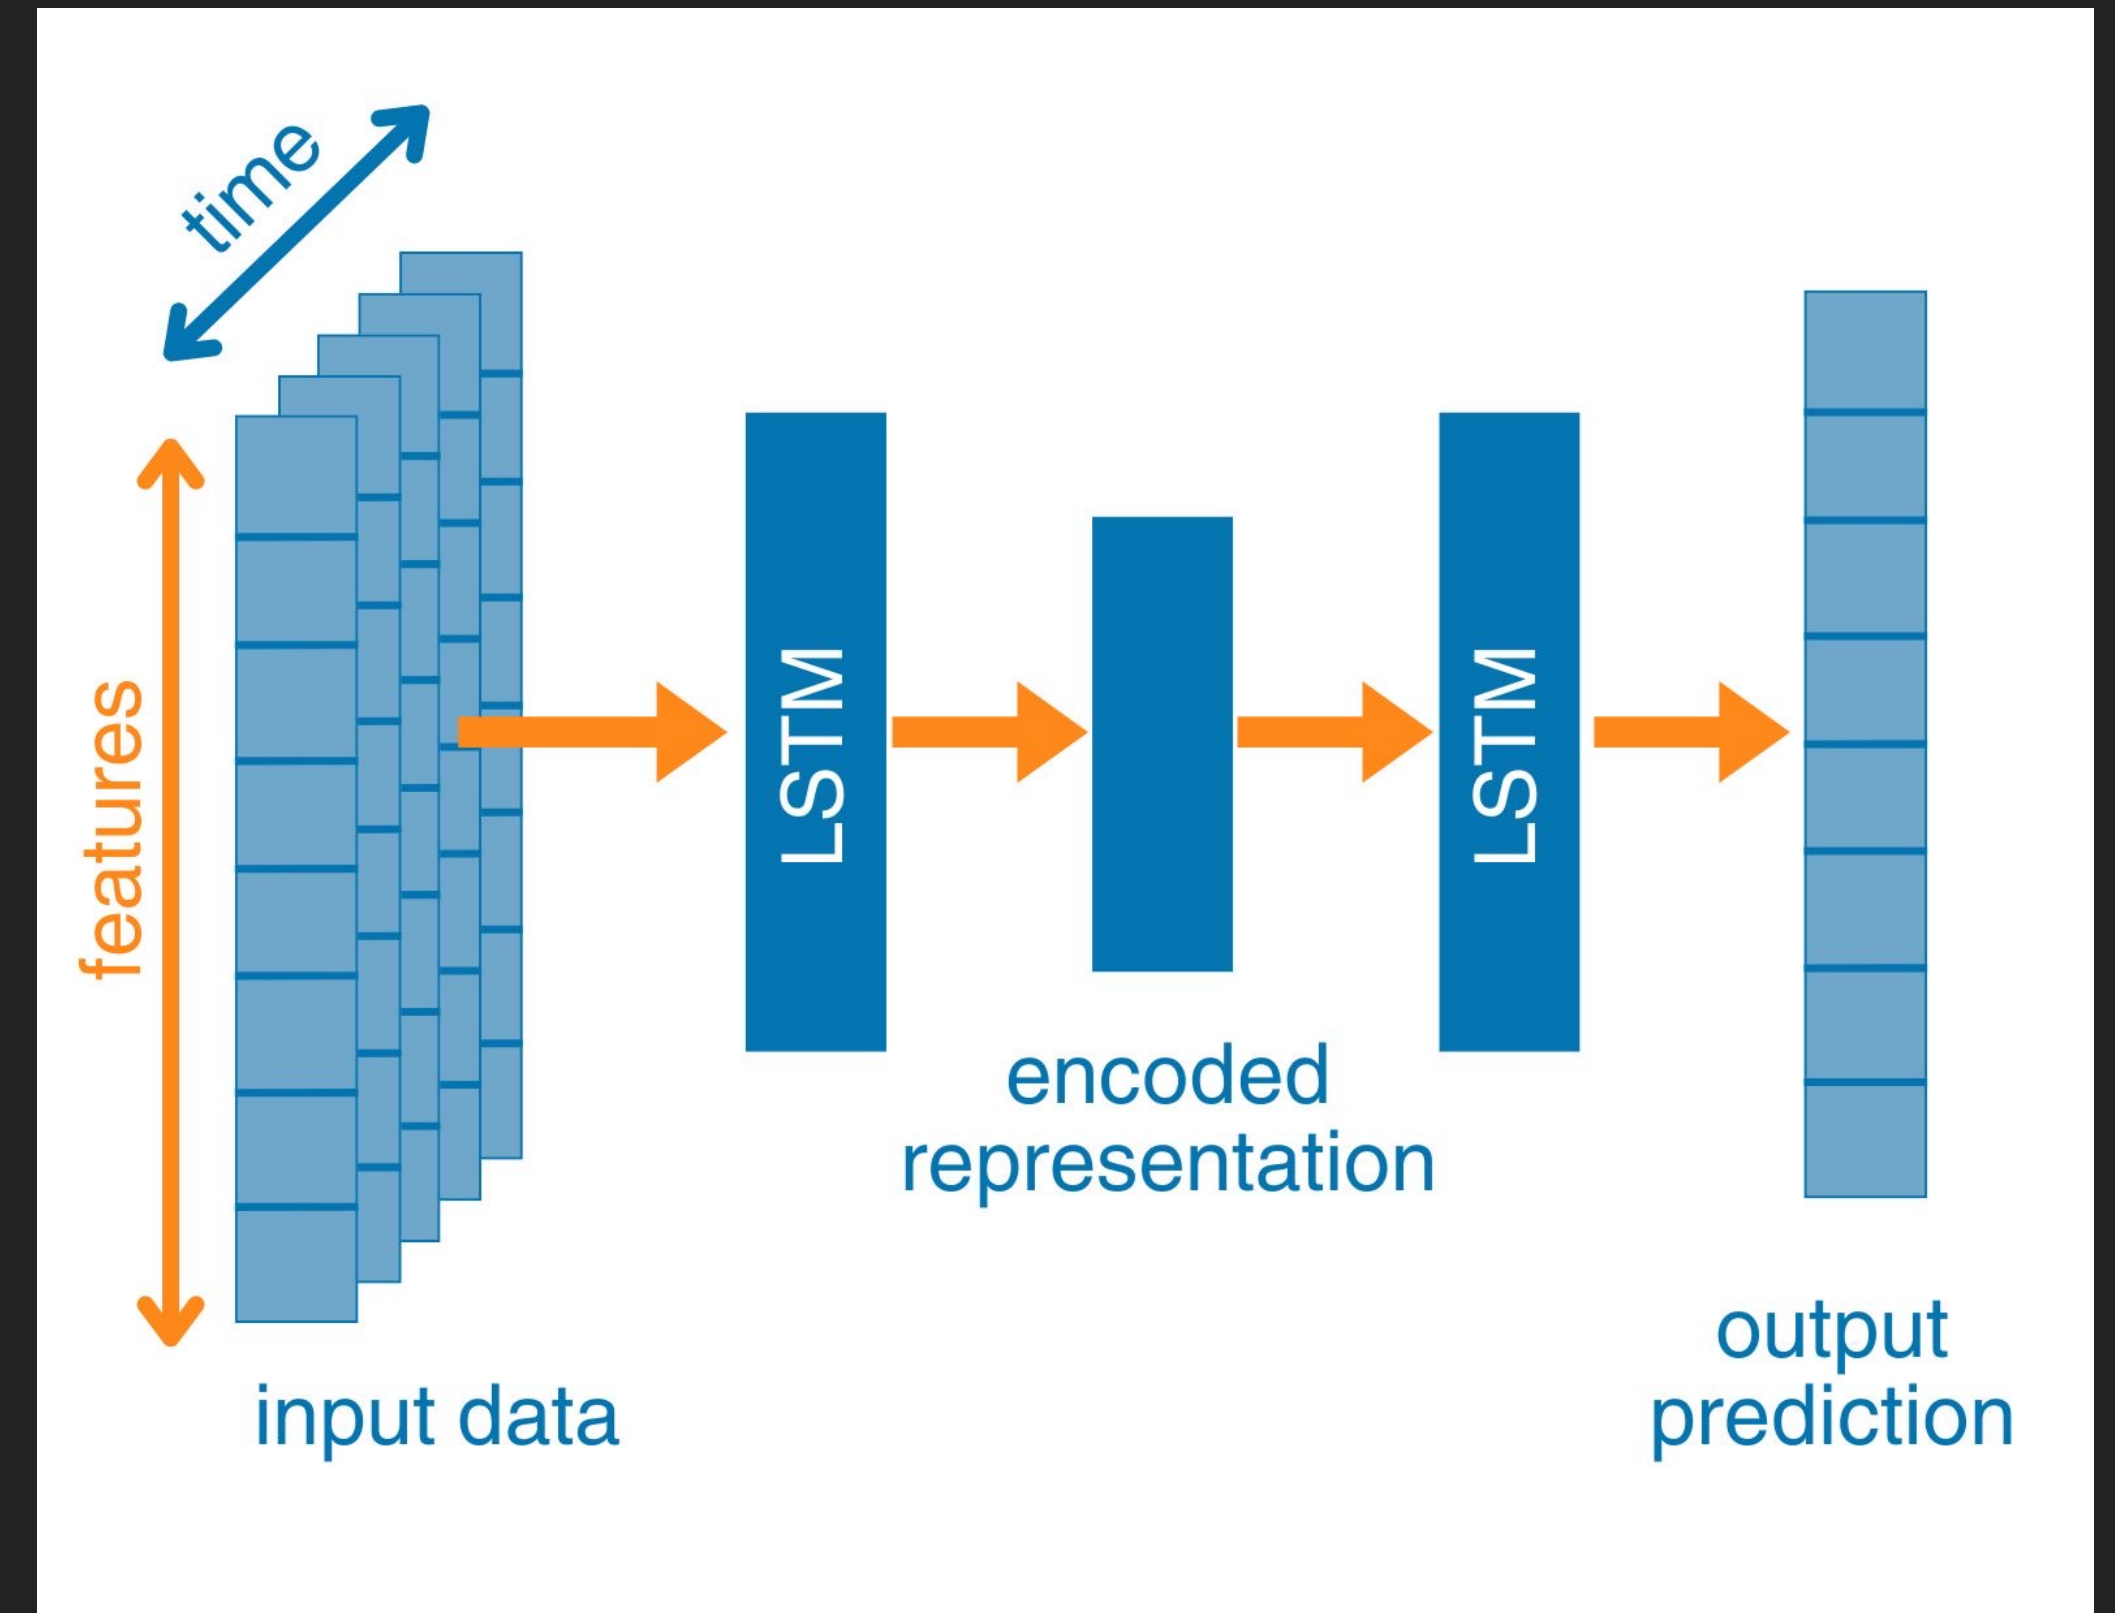 time
features
input data
LSTM
encoded
representation
LSTM
output
prediction